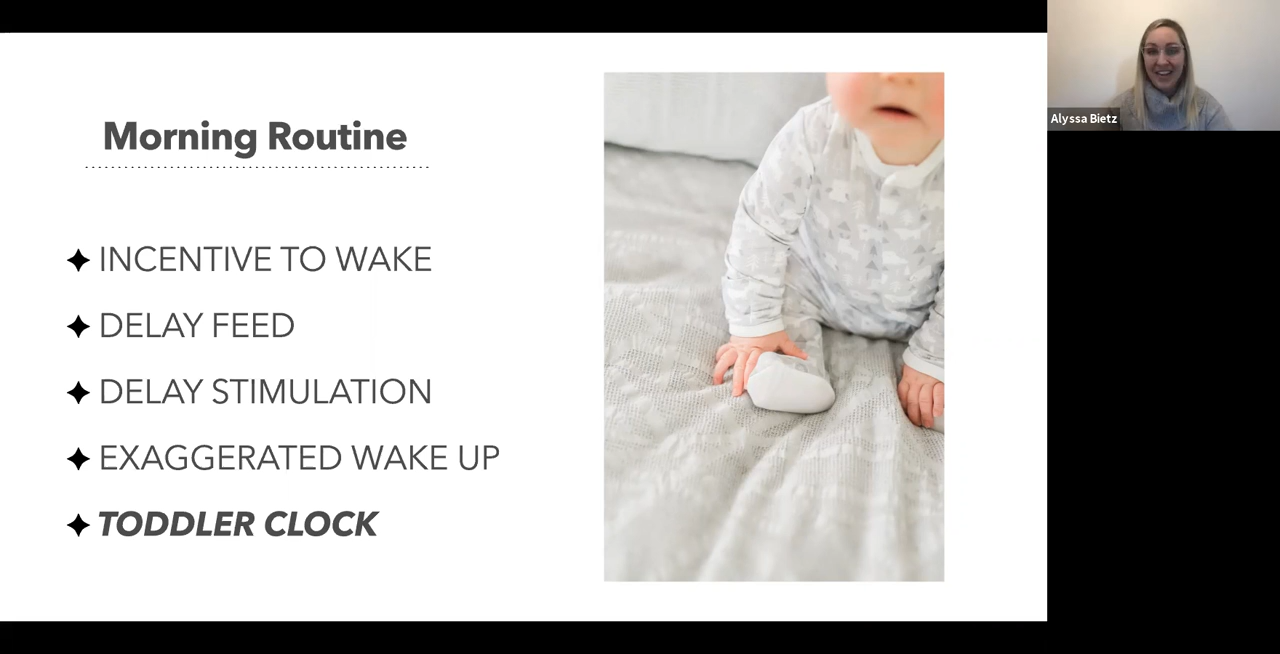 Morning Routine
INCENTIVE TO WAKE
DELAY FEED
DELAY STIMULATION
EXAGGERATED WAKE UP
TODDLER CLOCK
Alyssa Bietz